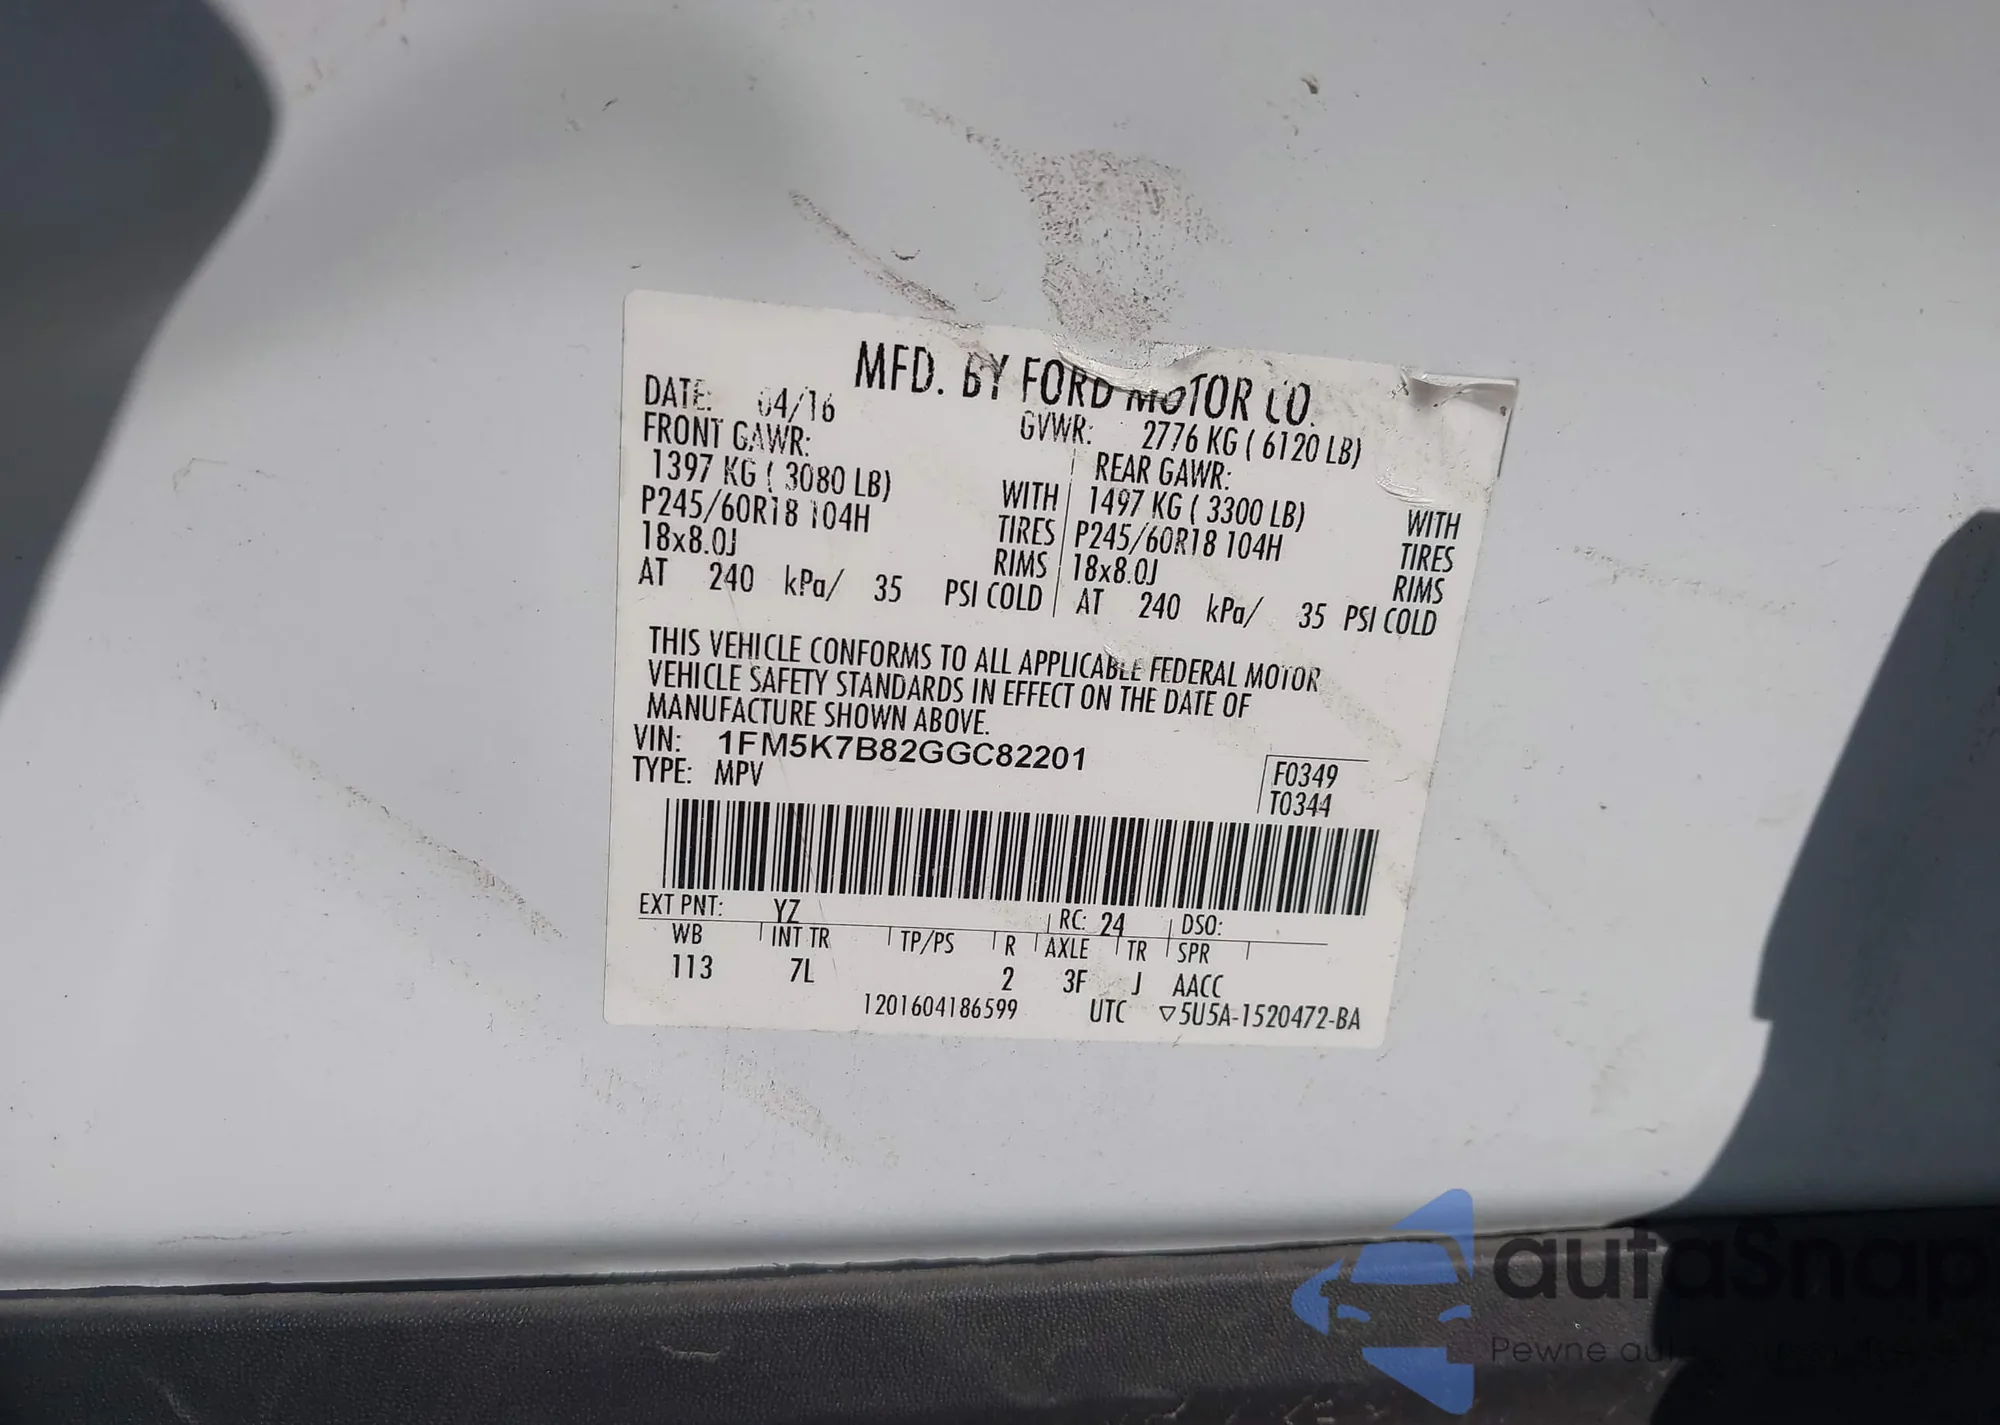 MFD. BY FORD MOTOR CO.
DATE: 04/16 GVWR: 2776 KG ( 6120 LB)
FRONT GAWR: REAR GAWR:
1397 KG ( 3080 LB) WITH 1497 KG ( 3300 LB) WITH
P245/60R18 104H TIRES P245/60R18 104H TIRES
18x8.0J RIMS 18x8.0J RIMS
AT 240 kPa/ 35 PSI COLD AT 240 kPa/ 35 PSI COLD
THIS VEHICLE CONFORMS TO ALL APPLICABLE FEDERAL MOTOR
VEHICLE SAFETY STANDARDS IN EFFECT ON THE DATE OF
MANUFACTURE SHOWN ABOVE.
VIN: 1FM5K7B82GGC82201
TYPE: MPV
F0349
T0344
EXT PNT: YZ RC: 24 DSO:
WB INT TR TP/PS R AXLE TR SPR
113 7L 2 3F J AACC
1201604186599 UTC ▽5U5A-1520472-BA
autaSnap
Pewne